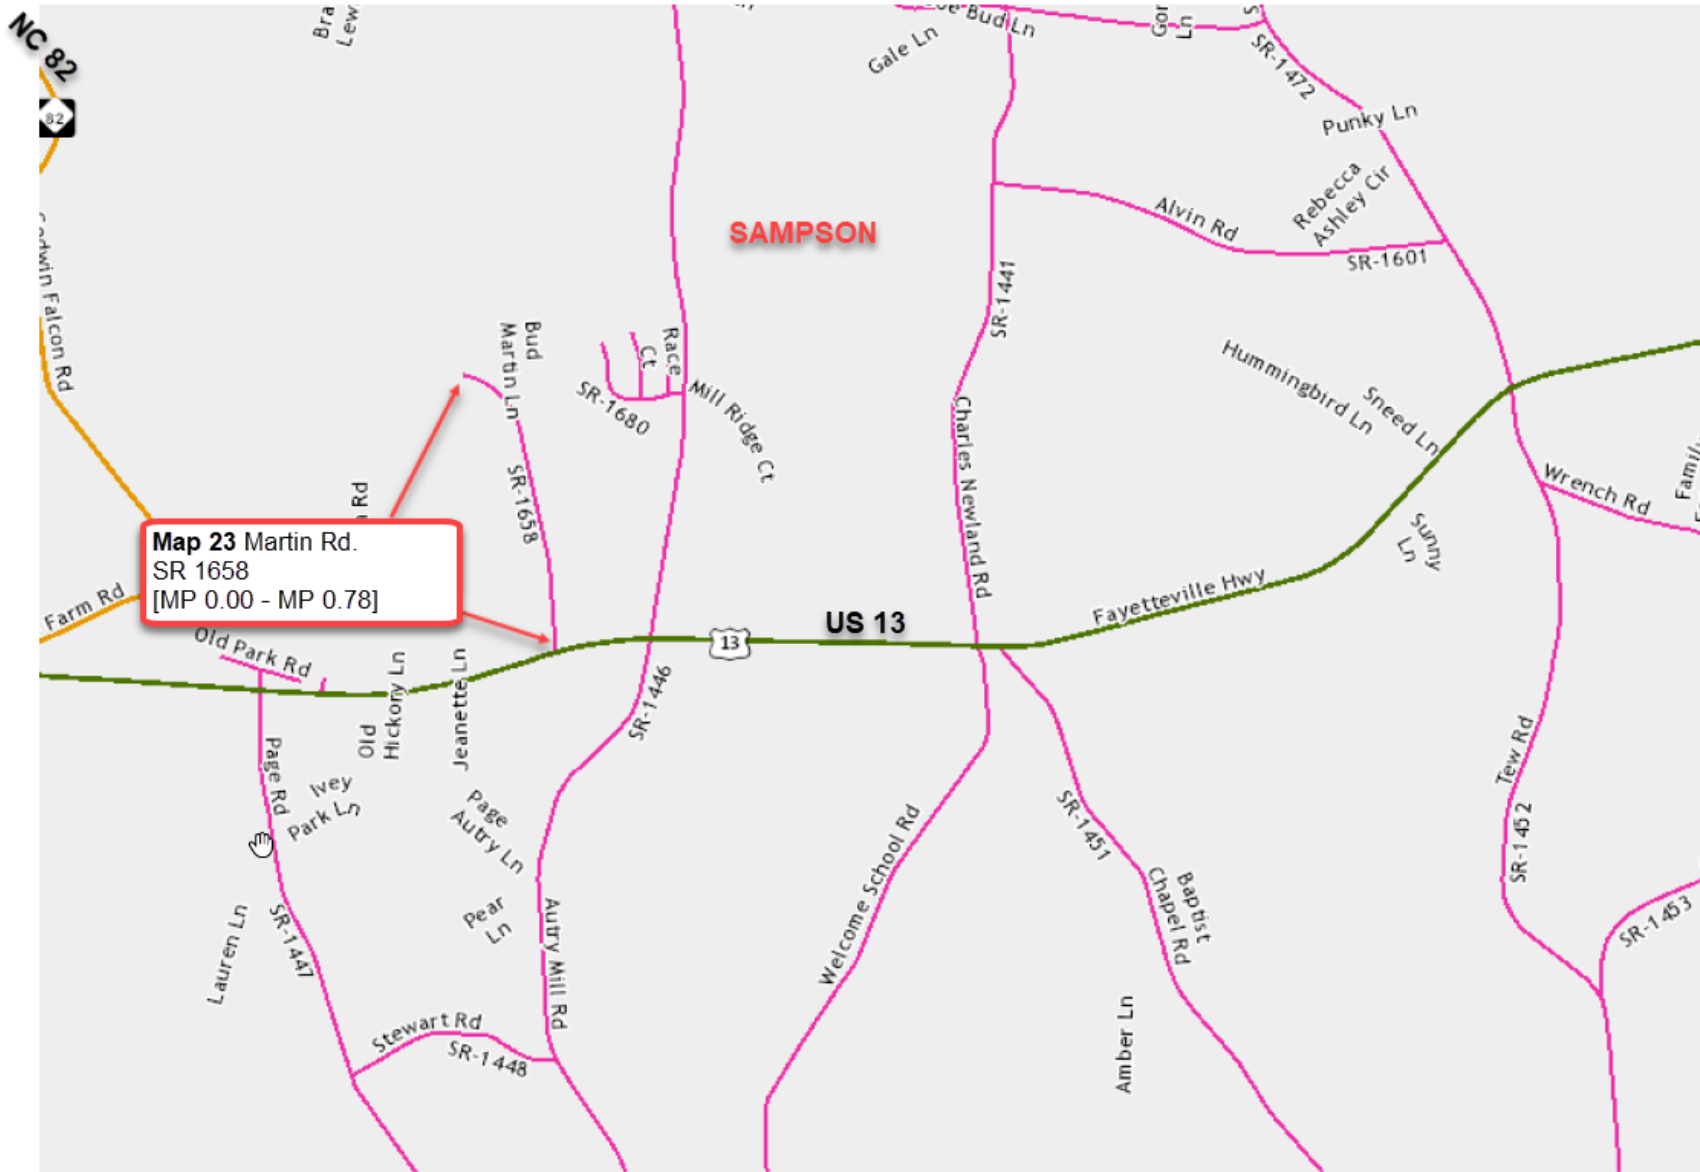 NC 82
82
Bud Ln
Gale Ln
Ln
SR-1472
Punky Ln
Rebecca
Ashley Cir
Alvin Rd
SR-1601
SAMPSON
SR-1441
Godwin Falcon Rd
Bud
Martin Ln
Race
Ct
SR-1680
Mill Ridge Ct
Hummingbird Ln
Sneed Ln
Charles Newland Rd
SR-1658
Rd
Wrench Rd
Sunny
Ln
Map 23 Martin Rd.
SR 1658
[MP 0.00 - MP 0.78]
Farm Rd
Old Park Rd
US 13
13
Fayetteville Hwy
Old
Hickory Ln
Jeanette Ln
SR-1446
Page Rd
Ivey
Park Ln
Page
Autry Ln
Tew Rd
SR-1452
SR-1451
Welcome School Rd
Baptist
Chapel Rd
Pear
Ln
Autry Mill Rd
Lauren Ln
SR-1447
SR-1453
Stewart Rd
SR-1448
Amber Ln